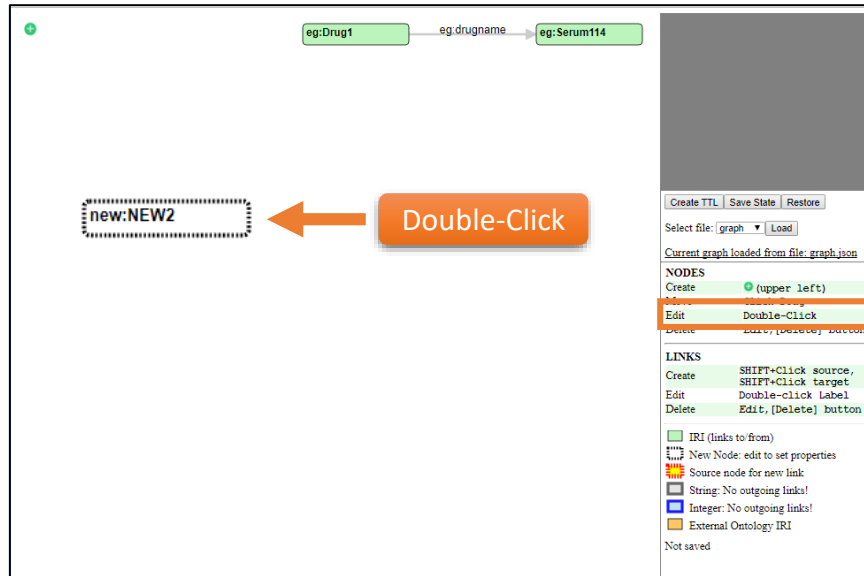 eg:Drug1 eg:drugname eg:Serum114
new:NEW2
Double-Click
Create TTL Save State Restore
Select file: graph Load
Current graph loaded from file: graph.json
NODES
Create (upper left)
Edit Double-Click
Delete Edit, [Delete] button
LINKS
Create SHIFT+Click source,
SHIFT+Click target
Edit Double-click Label
Delete Edit, [Delete] button
IRI (links to/from)
New Node: edit to set properties
Source node for new link
String: No outgoing links!
Integer: No outgoing links!
External Ontology IRI
Not saved